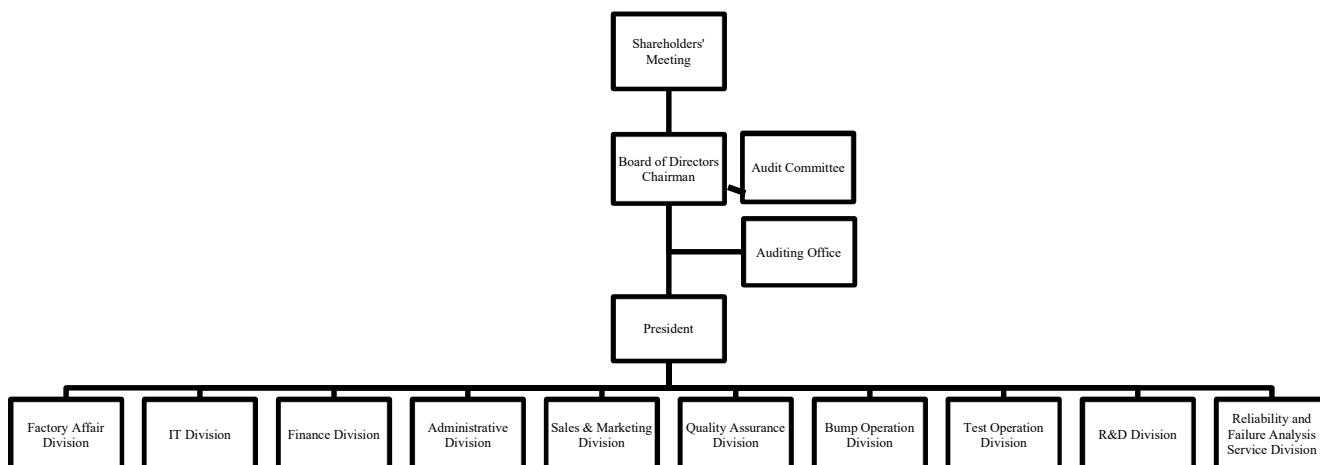 Shareholders'
Meeting
Board of Directors
Chairman
Audit Committee
Auditing Office
President
Factory Affair
Division
IT Division
Finance Division
Administrative
Division
Sales & Marketing
Division
Quality Assurance
Division
Bump Operation
Division
Test Operation
Division
R&D Division
Reliability and
Failure Analysis
Service Division